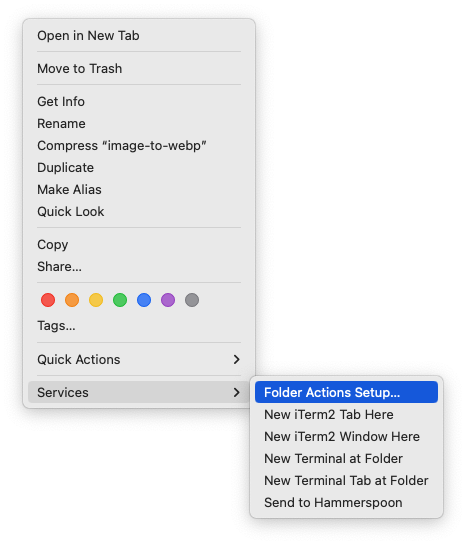 Open in New Tab
Move to Trash
Get Info
Rename
Compress “image-to-webp”
Duplicate
Make Alias
Quick Look
Copy
Share...
Tags...
Quick Actions
Services
Folder Actions Setup...
New iTerm2 Tab Here
New iTerm2 Window Here
New Terminal at Folder
New Terminal Tab at Folder
Send to Hammerspoon